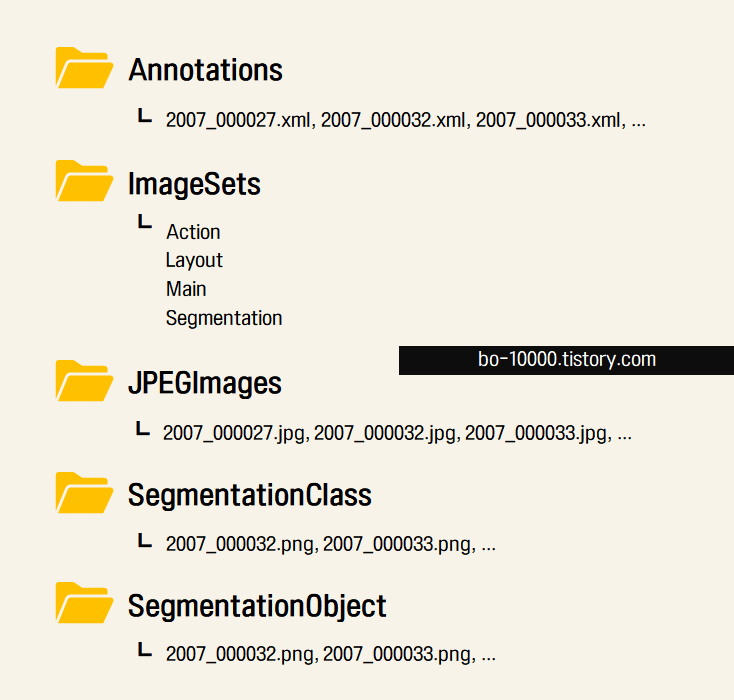 Annotations
2007_000027.xml, 2007_000032.xml, 2007_000033.xml, ...
ImageSets
Action
Layout
Main
Segmentation
bo-10000.tistory.com
JPEGImages
2007_000027.jpg, 2007_000032.jpg, 2007_000033.jpg, ...
SegmentationClass
2007_000032.png, 2007_000033.png, ...
SegmentationObject
2007_000032.png, 2007_000033.png, ...